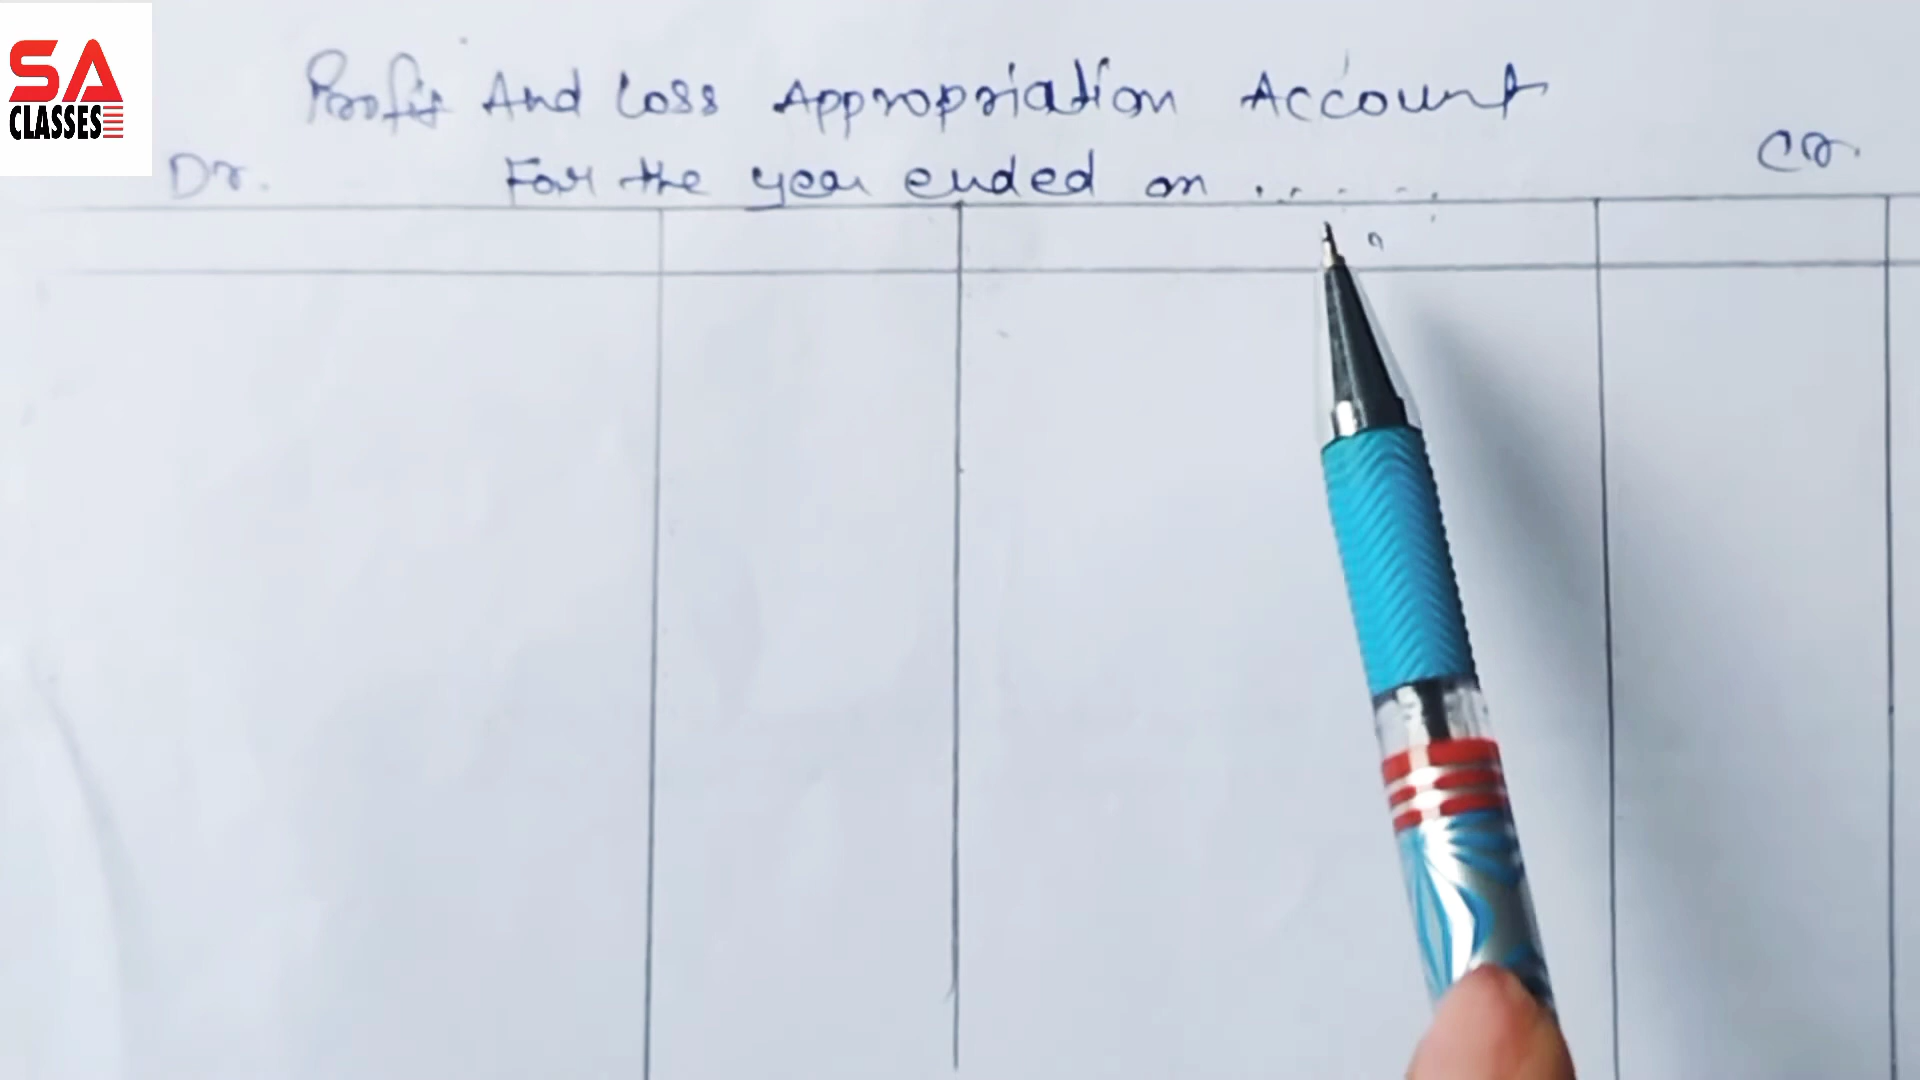 SA
CLASSES
Profit And Loss Appropriation Account
Dr. For the year ended on ...... Cr.